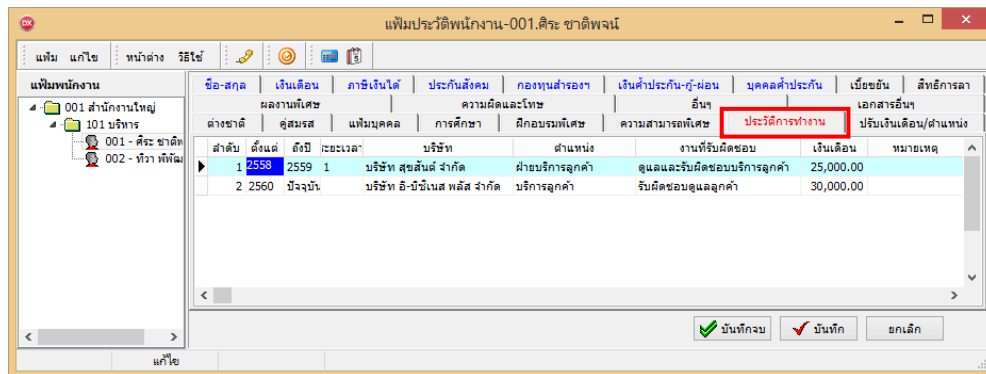 แฟ้มประวัติพนักงาน-001.ศิระ ชาติพจน์
แฟ้ม แก้ไข หน้าต่าง วิธีใช้
แฟ้มพนักงาน
001 สำนักงานใหญ่
101 บริหาร
001 - ศิระ ชาติพ
002 - ทิวา พิพัฒ
ชื่อ-สกุล เงินเดือน ภาษีเงินได้ ประกันสังคม กองทุนสำรองฯ เงินค้ำประกัน-กู้-ผ่อน บุคคลค้ำประกัน เบี้ยขยัน สิทธิการลา
ผลงานพิเศษ ความผิดและโทษ อื่นๆ เอกสารอื่นๆ
ต่างชาติ คู่สมรส แฟ้มบุคคล การศึกษา ฝึกอบรมพิเศษ ความสามารถพิเศษ ประวัติการทำงาน ปรับเงินเดือน/ตำแหน่ง
ลำดับ ตั้งแต่ ถึงปี ระยะเวลา บริษัท ตำแหน่ง งานที่รับผิดชอบ เงินเดือน หมายเหตุ
1 2558 2559 1 บริษัท สุขสันต์ จำกัด ฝ่ายบริการลูกค้า ดูแลและรับผิดชอบบริการลูกค้า 25,000.00
2 2560 ปัจจุบัน บริษัท อี-บิซิเนส พลัส จำกัด บริการลูกค้า รับผิดชอบดูแลลูกค้า 30,000.00
บันทึกจบ บันทึก ยกเลิก
แก้ไข